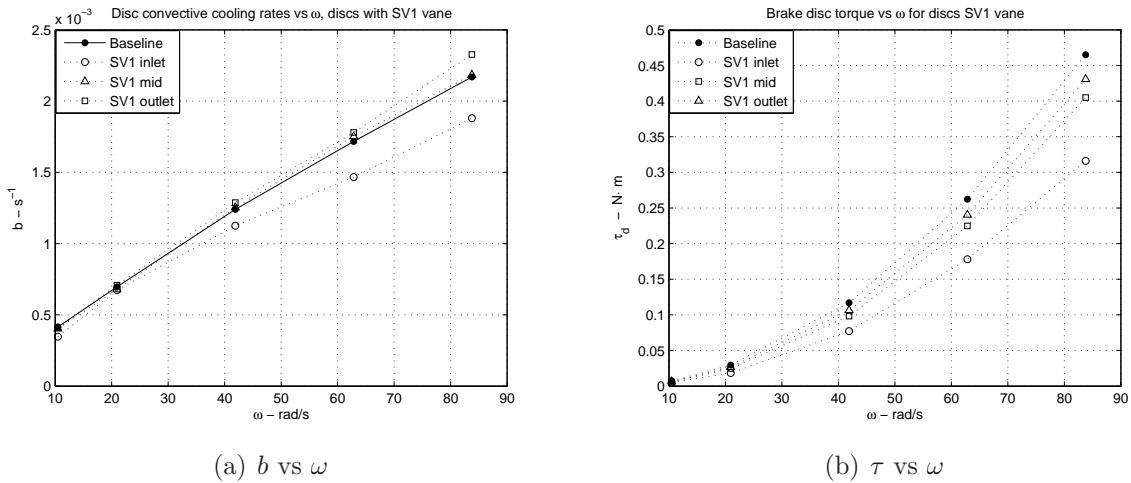 Disc convective cooling rates vs ω, discs with SV1 vane
x 10⁻³
2.5
2
1.5
1
0.5
0
b – s⁻¹
Baseline
SV1 inlet
SV1 mid
SV1 outlet
10 20 30 40 50 60 70 80 90
ω – rad/s
(a) b vs ω
Brake disc torque vs ω for discs SV1 vane
0.5
0.45
0.4
0.35
0.3
0.25
0.2
0.15
0.1
0.05
0
τd – N· m
Baseline
SV1 inlet
SV1 mid
SV1 outlet
10 20 30 40 50 60 70 80 90
ω – rad/s
(b) τ vs ω